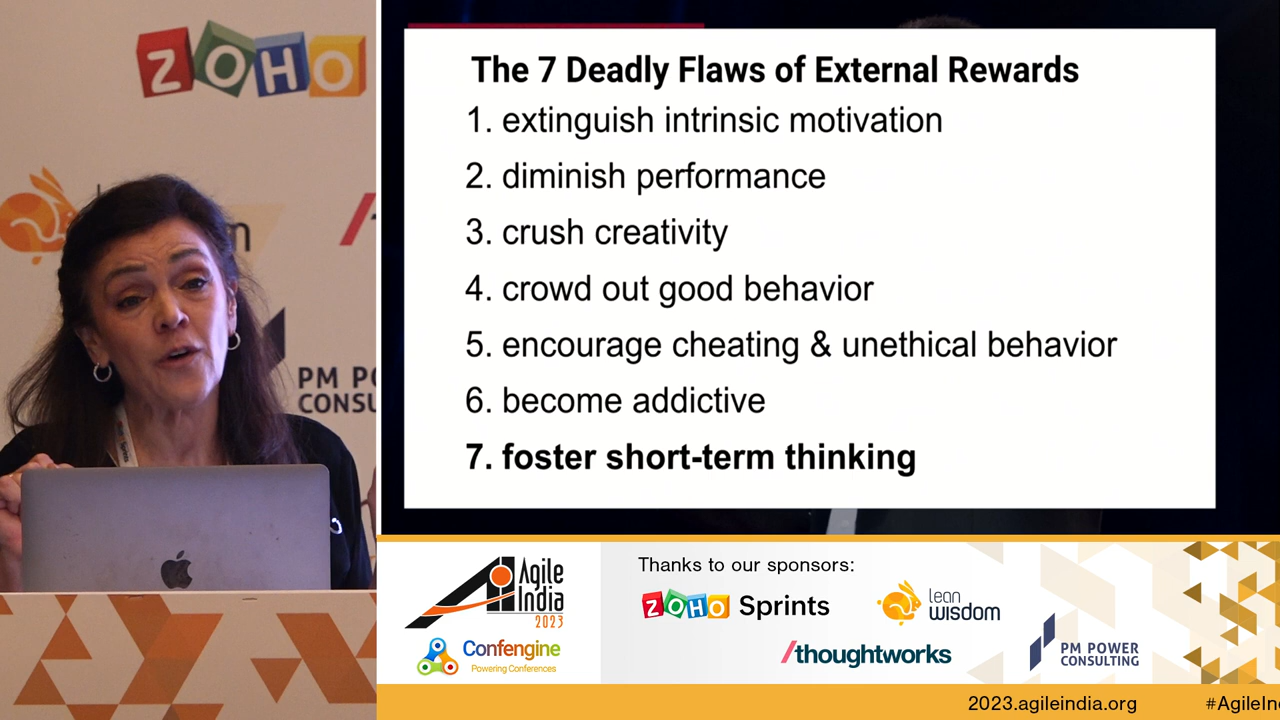 ZOHO
PM PO
CONSU
The 7 Deadly Flaws of External Rewards
1. extinguish intrinsic motivation
2. diminish performance
3. crush creativity
4. crowd out good behavior
5. encourage cheating & unethical behavior
6. become addictive
7. foster short-term thinking
Agile
India
2023
Confengine
Powering Conferences
Thanks to our sponsors:
ZOHO Sprints
lean
wisdom
/thoughtworks
PM POWER
CONSULTING
2023.agileindia.org
#AgileIn